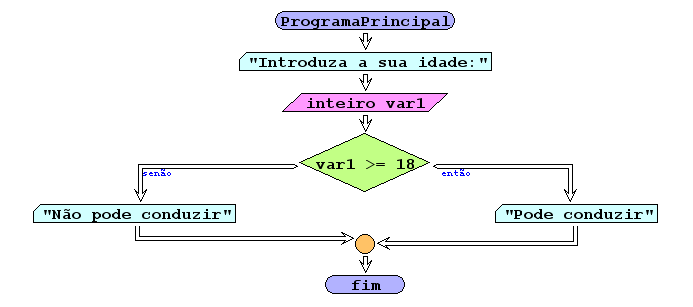 ProgramaPrincipal
"Introduza a sua idade:"
inteiro var1
var1 >= 18
senão
então
"Não pode conduzir"
"Pode conduzir"
fim